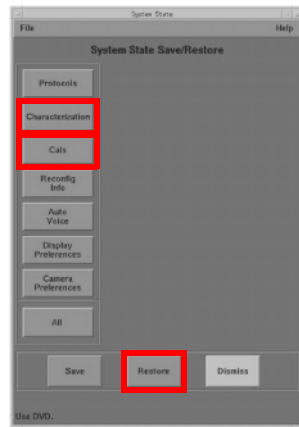 System State
File Help
System State Save/Restore
Protocols
Characterization
Cals
Reconfig
Info
Auto
Voice
Display
Preferences
Camera
Preferences
All
Save Restore Dismiss
Use DVD.